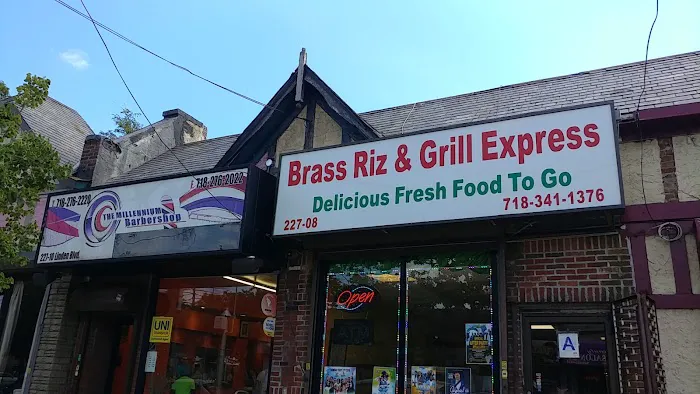 T. 718-276-2220
F. 718-276-2022
THE MILLENNIUM
Barbershop
227-10 Linden Blvd.
Brass Riz & Grill Express
Delicious Fresh Food To Go
227-08
718-341-1376
Open
UNI
A